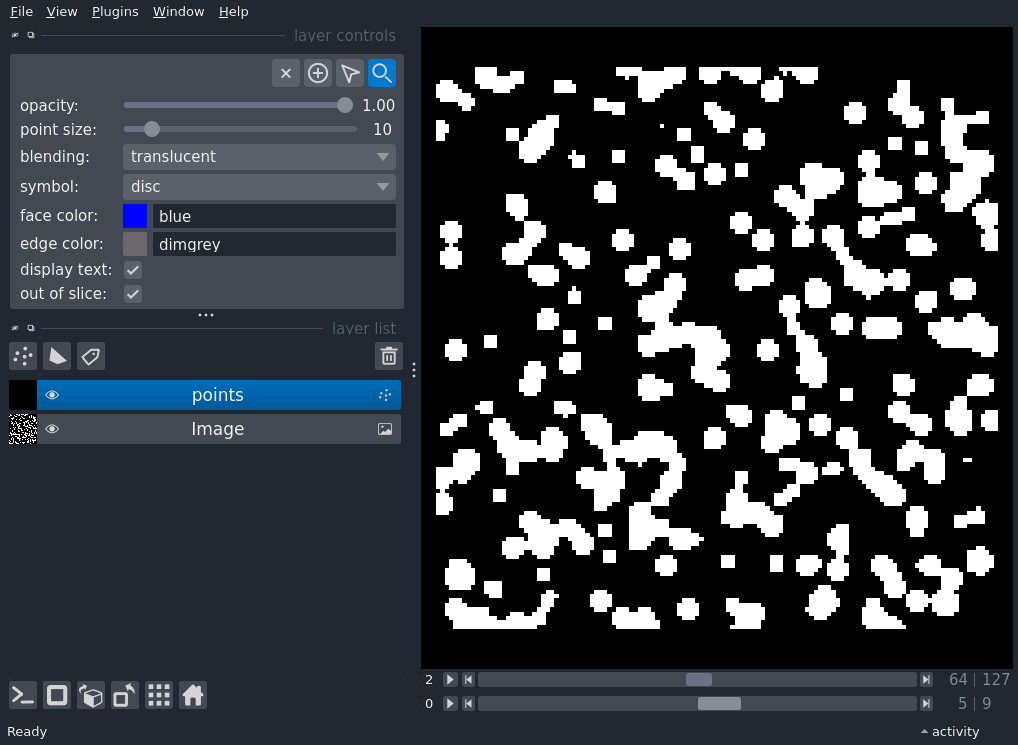 File View Plugins Window Help
layer controls
opacity: 1.00
point size: 10
blending: translucent
symbol: disc
face color: blue
edge color: dimgrey
display text:
out of slice:
layer list
points
Image
2 64 | 127
0 5 | 9
Ready activity